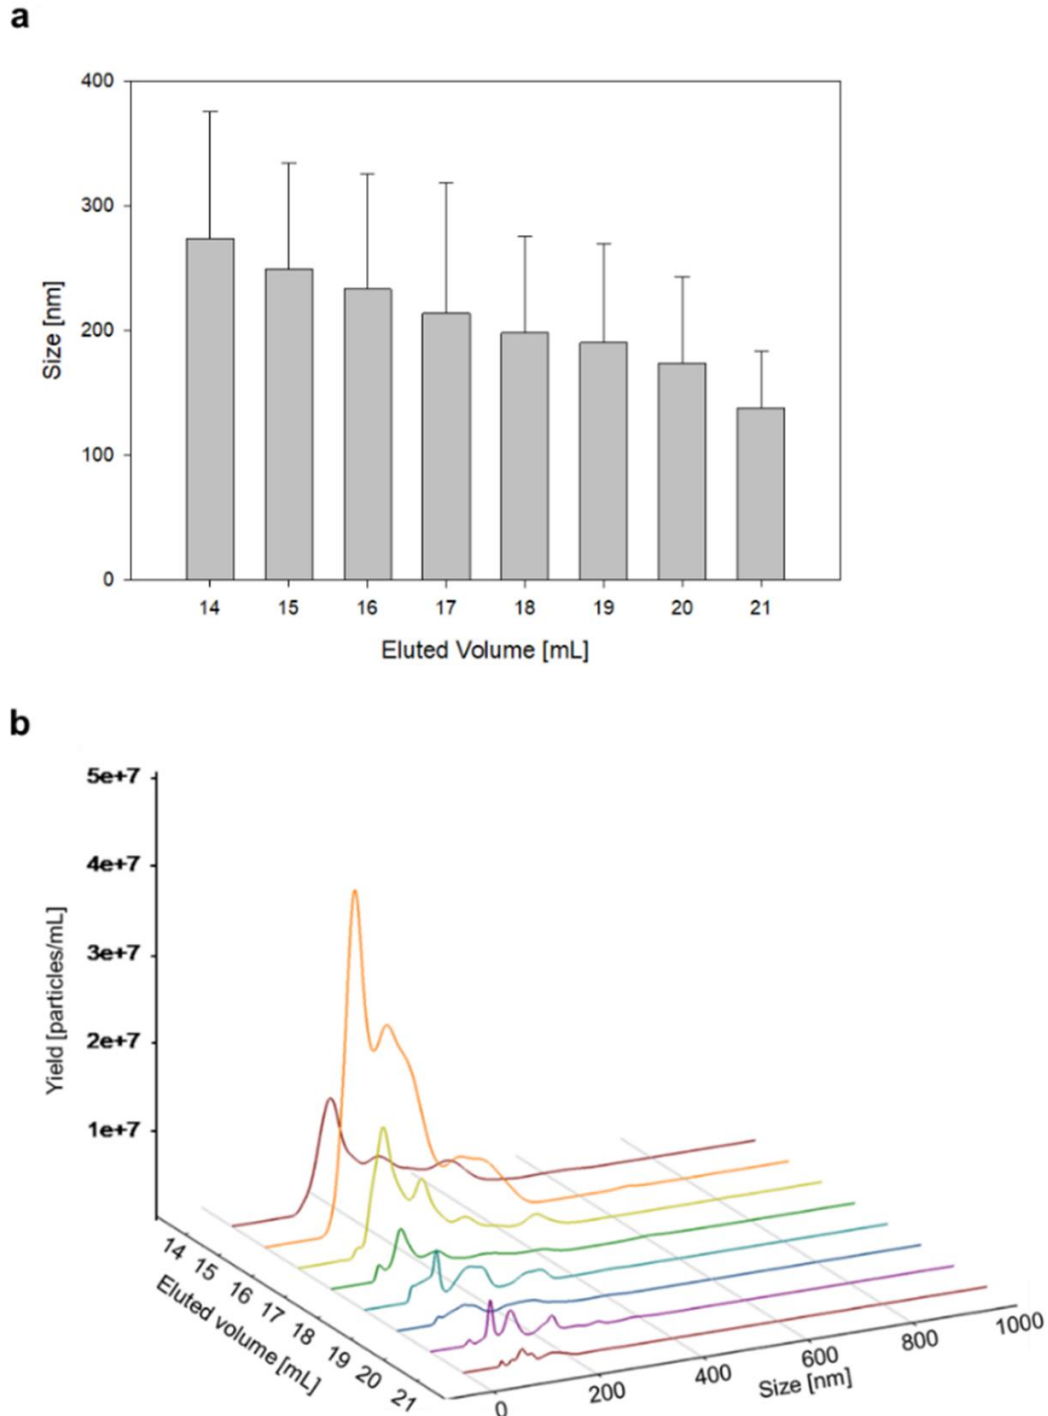 a
400
300
200
100
0
Size [nm]
14 15 16 17 18 19 20 21
Eluted Volume [mL]
b
5e+7
4e+7
3e+7
2e+7
1e+7
Yield [particles/mL]
14 15 16 17 18 19 20 21
Eluted volume [mL]
0 200 400 600 800 1000
Size [nm]